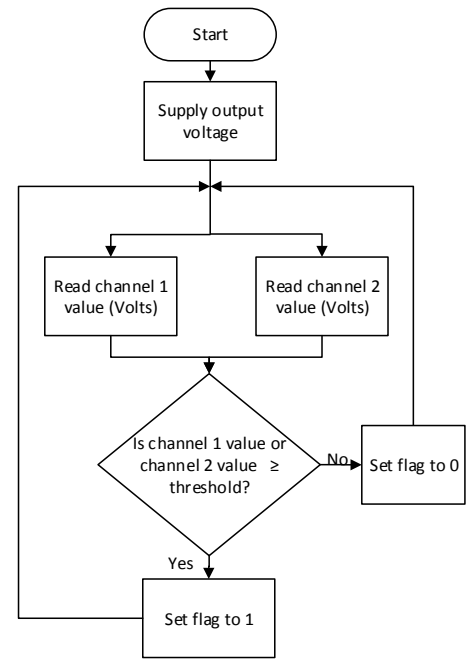 Start
Supply output
voltage
Read channel 1
value (Volts)
Read channel 2
value (Volts)
Is channel 1 value or
channel 2 value ≥
threshold?
No
Set flag to 0
Yes
Set flag to 1